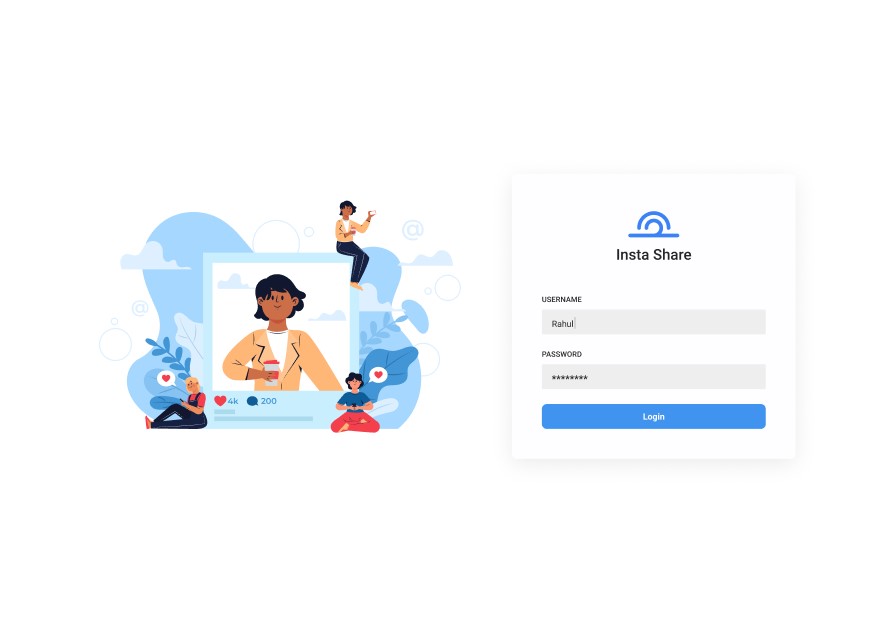 @
@
4k 200
Insta Share
USERNAME
Rahul
PASSWORD
********
Login